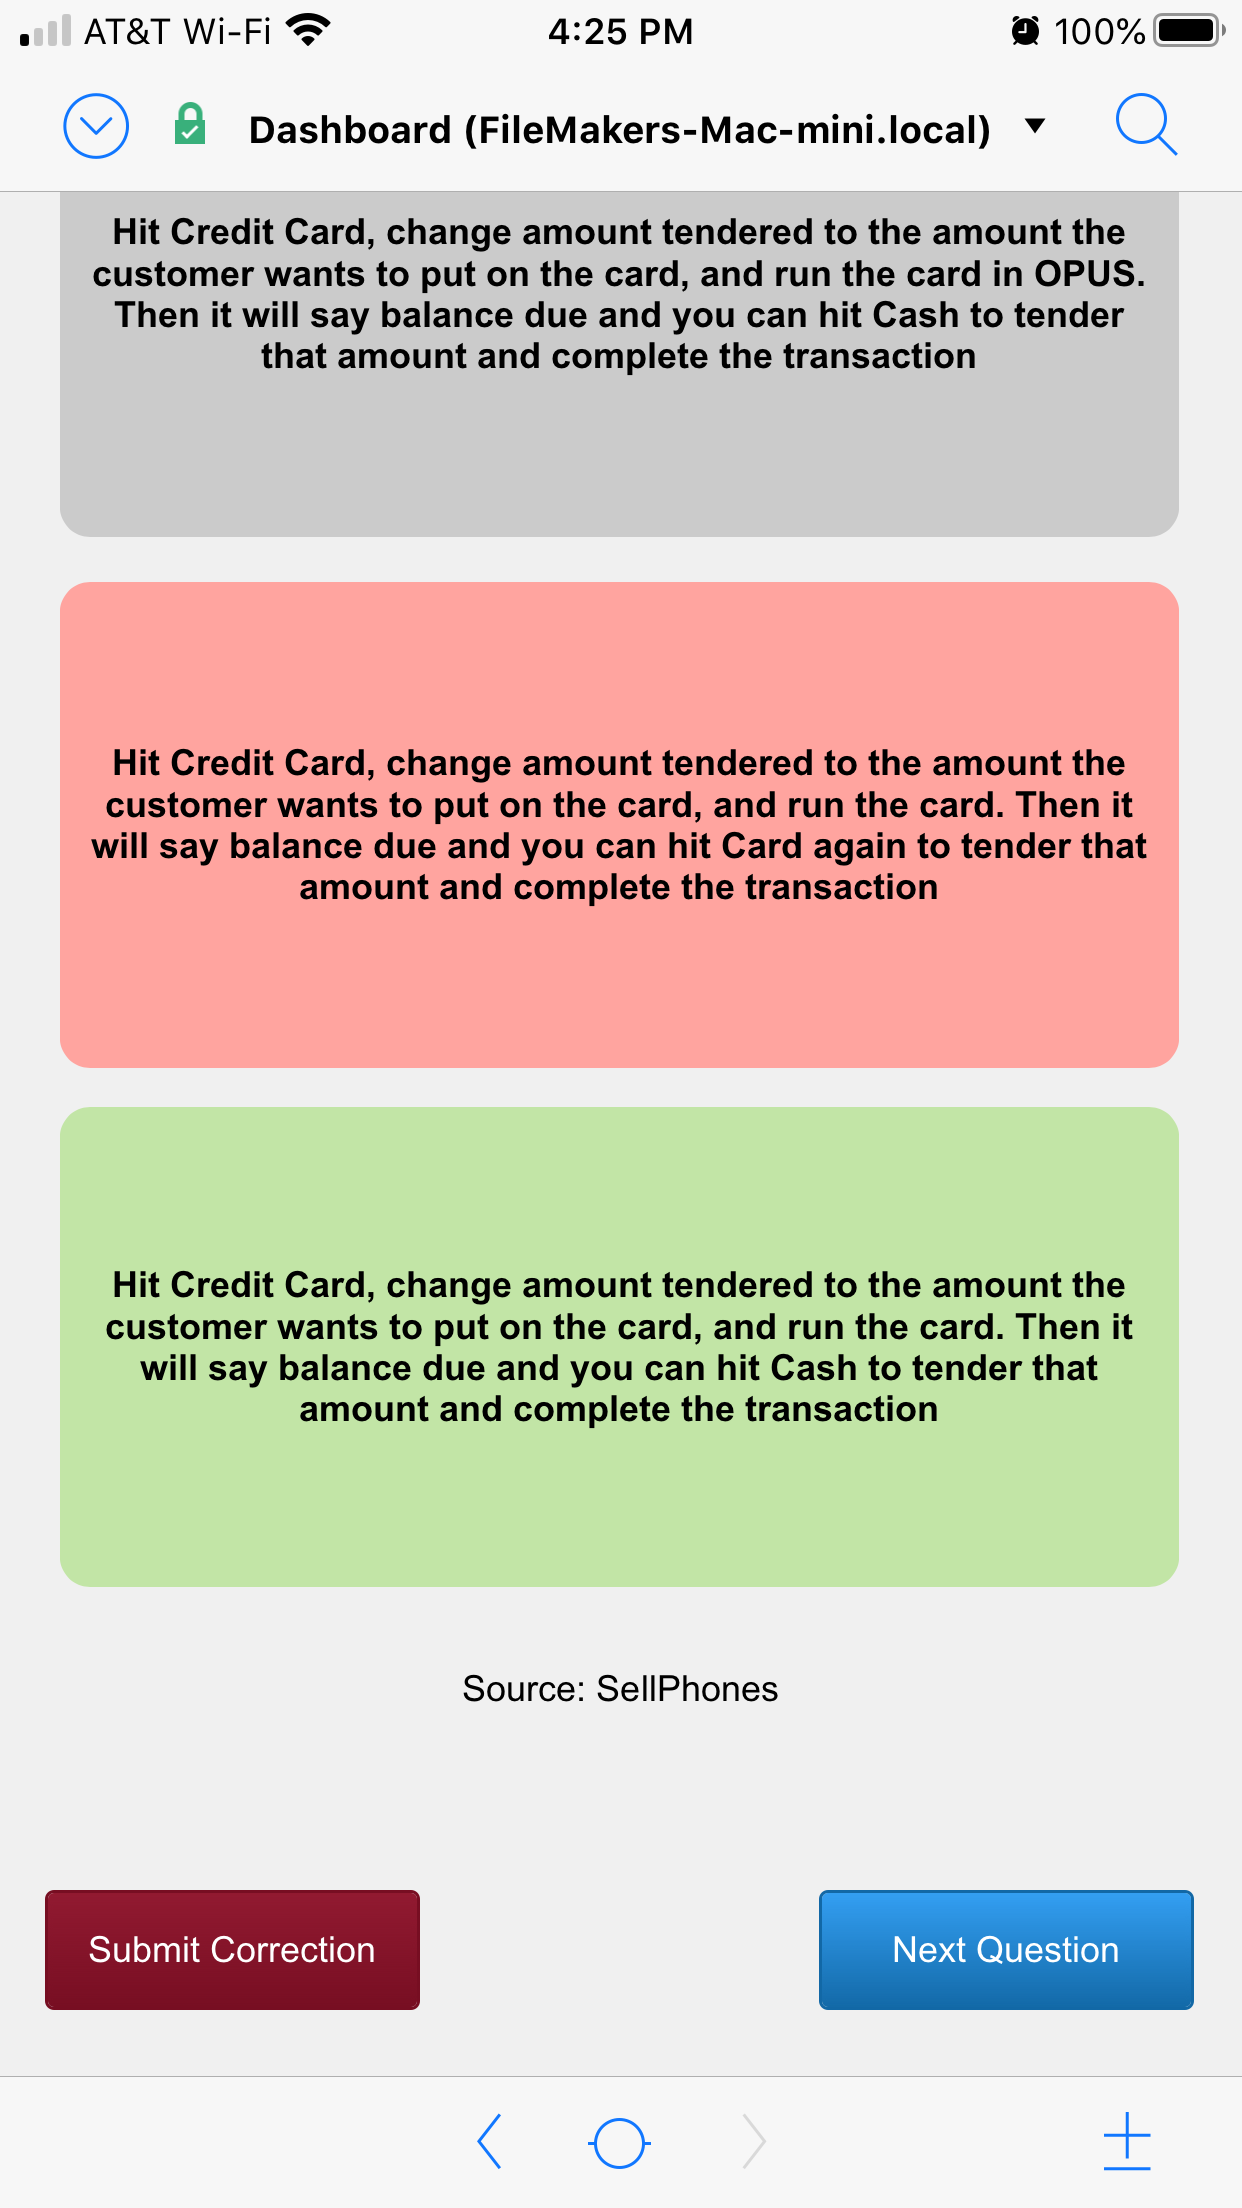 AT&T Wi-Fi 4:25 PM 100%
Dashboard (FileMakers-Mac-mini.local)
Hit Credit Card, change amount tendered to the amount the
customer wants to put on the card, and run the card in OPUS.
Then it will say balance due and you can hit Cash to tender
that amount and complete the transaction
Hit Credit Card, change amount tendered to the amount the
customer wants to put on the card, and run the card. Then it
will say balance due and you can hit Card again to tender that
amount and complete the transaction
Hit Credit Card, change amount tendered to the amount the
customer wants to put on the card, and run the card. Then it
will say balance due and you can hit Cash to tender that
amount and complete the transaction
Source: SellPhones
Submit Correction Next Question